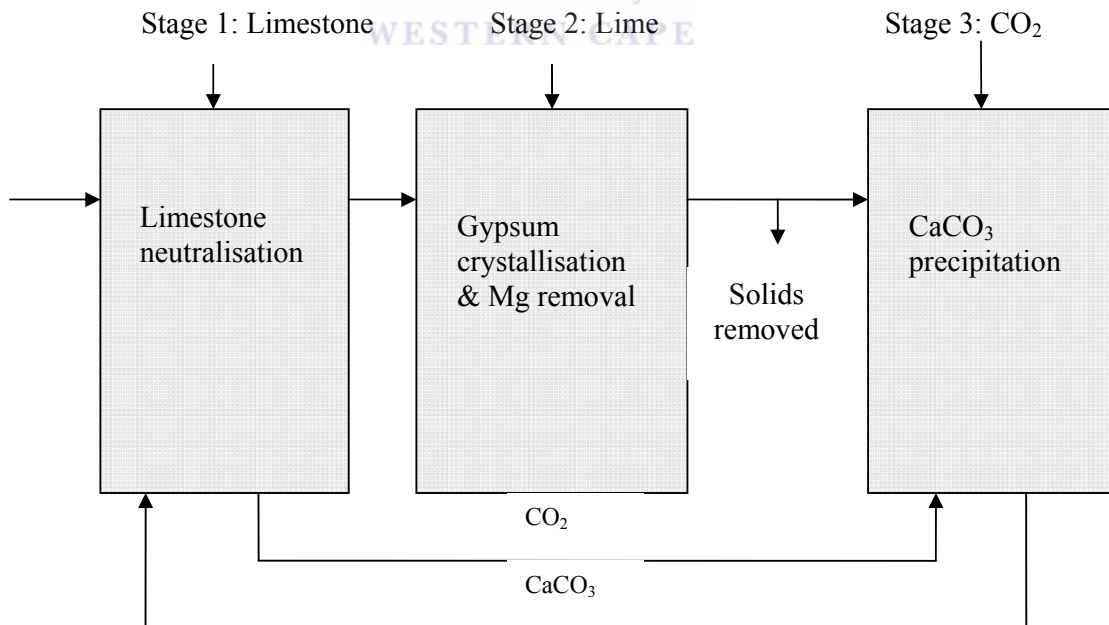 Stage 1: Limestone
WESTERN CAPE
Stage 2: Lime
Stage 3: CO₂
Limestone
neutralisation
Gypsum
crystallisation
& Mg removal
Solids
removed
CaCO₃
precipitation
CO₂
CaCO₃